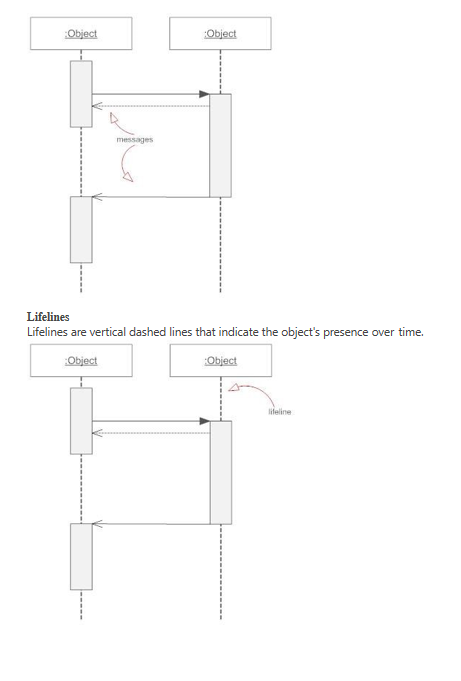 :Object :Object
messages
Lifelines
Lifelines are vertical dashed lines that indicate the object's presence over time.
:Object :Object
lifeline